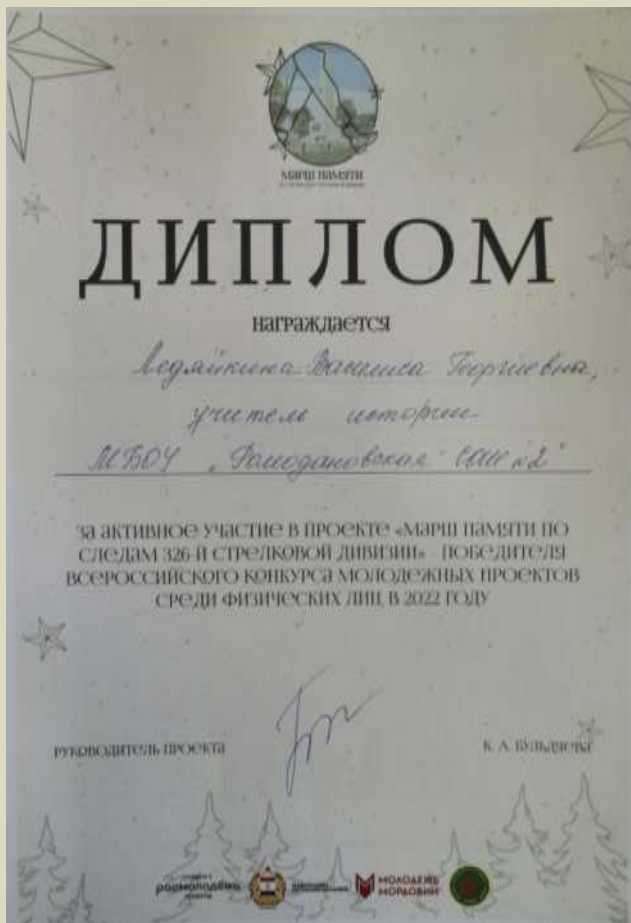 МАРШ ПАМЯТИ
ДИПЛОМ
НАГРАЖДАЕТСЯ
Ледяйкина Василиса Георгиевна,
учитель истории
МБОУ "Ромодановская СОШ №2"
ЗА АКТИВНОЕ УЧАСТИЕ В ПРОЕКТЕ «МАРШ ПАМЯТИ ПО
СЛЕДАМ 326-Й СТРЕЛКОВОЙ ДИВИЗИИ» - ПОБЕДИТЕЛЯ
ВСЕРОССИЙСКОГО КОНКУРСА МОЛОДЕЖНЫХ ПРОЕКТОВ
СРЕДИ ФИЗИЧЕСКИХ ЛИЦ В 2022 ГОДУ
РУКОВОДИТЕЛЬ ПРОЕКТА
К. А. БУЛЬДЯЕВА
РОСМОЛОДЁЖЬ
МОЛОДЕЖЬ
МОРДОВИИ